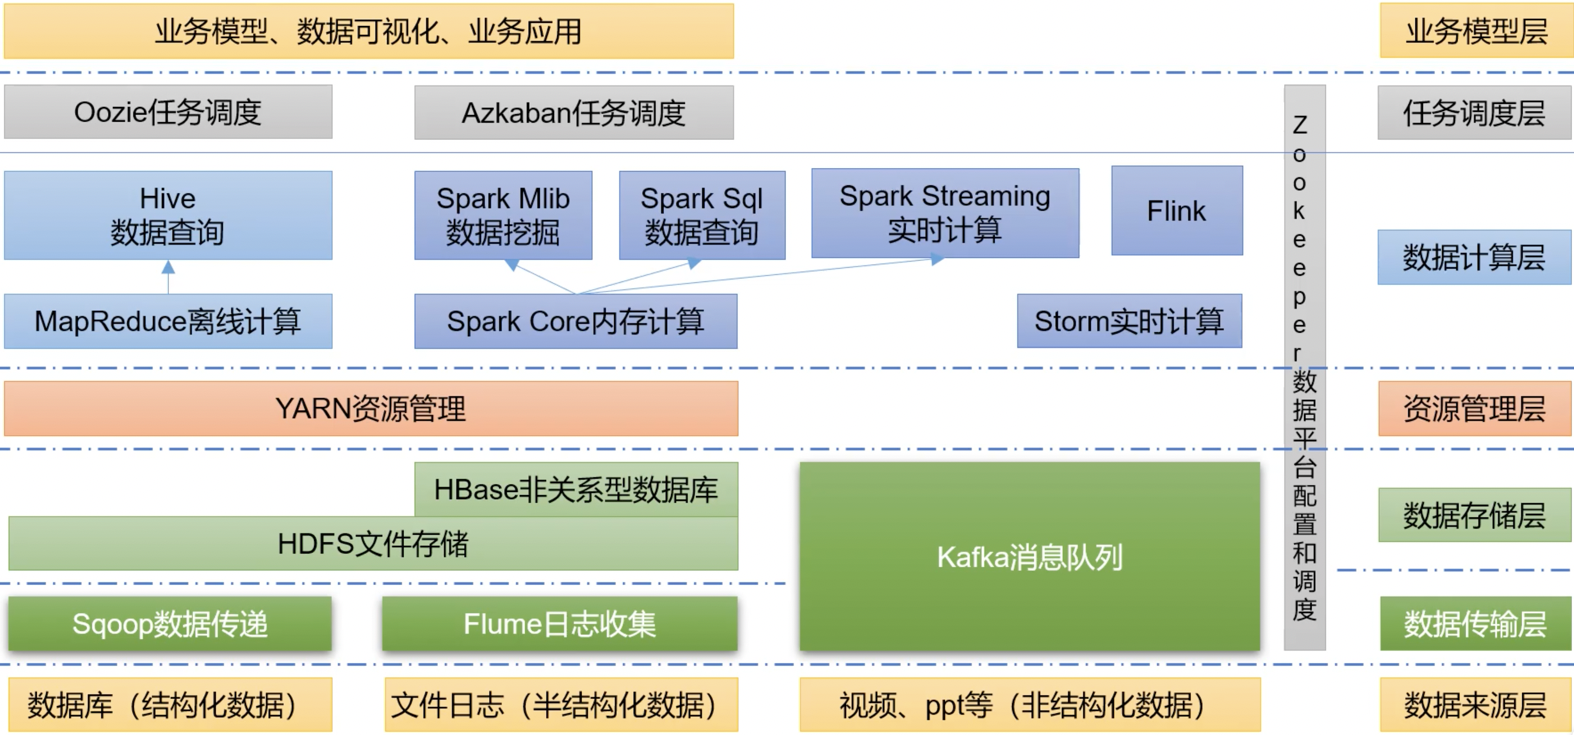 业务模型、数据可视化、业务应用
业务模型层
Oozie任务调度
Azkaban任务调度
任务调度层
Hive
数据查询
Spark Mlib
数据挖掘
Spark Sql
数据查询
Spark Streaming
实时计算
Flink
数据计算层
MapReduce离线计算
Spark Core内存计算
Storm实时计算
Zookeeper数据平台配置和调度
YARN资源管理
资源管理层
HBase非关系型数据库
HDFS文件存储
Kafka消息队列
数据存储层
Sqoop数据传递
Flume日志收集
数据传输层
数据库（结构化数据）
文件日志（半结构化数据）
视频、ppt等（非结构化数据）
数据来源层